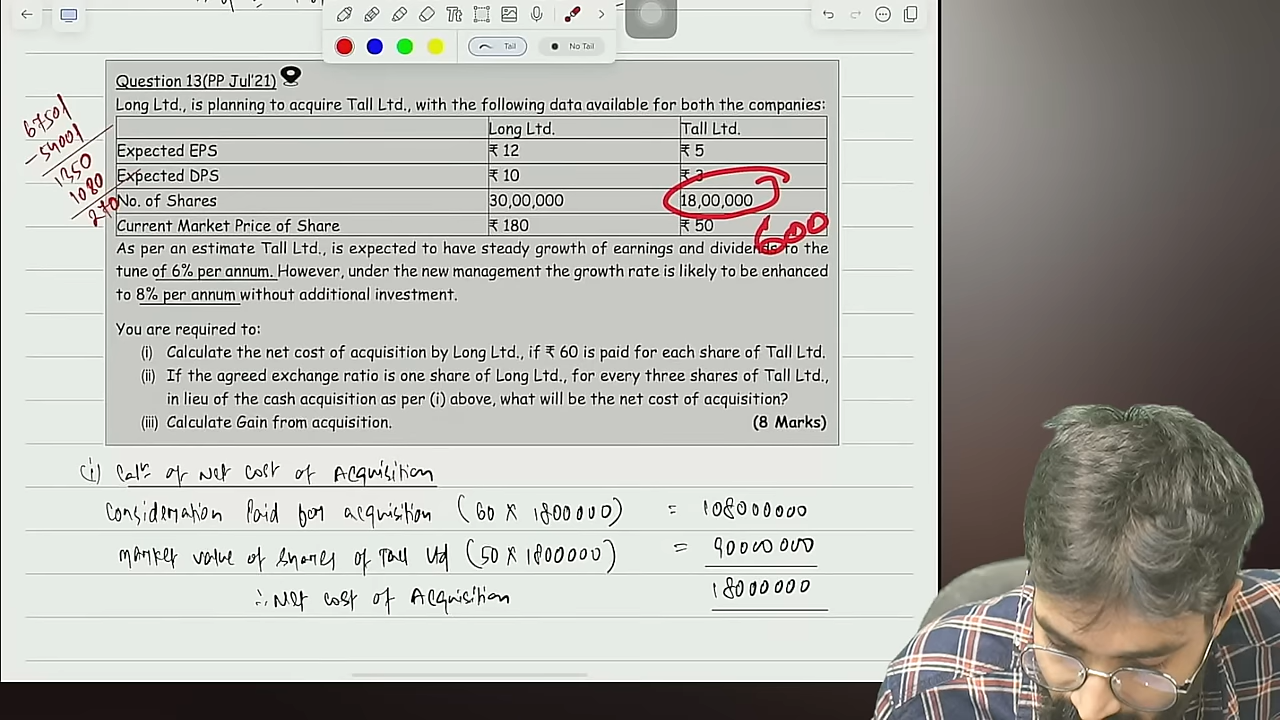 Tail
No Tail
Question 13(PP Jul'21)
Long Ltd., is planning to acquire Tall Ltd., with the following data available for both the companies:
Long Ltd. Tall Ltd.
Expected EPS ₹ 12 ₹ 5
Expected DPS ₹ 10 ₹ 3
No. of Shares 30,00,000 18,00,000
Current Market Price of Share ₹ 180 ₹ 50
600
6750/
-5400/
1350
1080
270
As per an estimate Tall Ltd., is expected to have steady growth of earnings and dividends to the
tune of 6% per annum. However, under the new management the growth rate is likely to be enhanced
to 8% per annum without additional investment.
You are required to:
(i) Calculate the net cost of acquisition by Long Ltd., if ₹ 60 is paid for each share of Tall Ltd.
(ii) If the agreed exchange ratio is one share of Long Ltd., for every three shares of Tall Ltd.,
in lieu of the cash acquisition as per (i) above, what will be the net cost of acquisition?
(iii) Calculate Gain from acquisition. (8 Marks)
(i) Caln of Net cost of Acquisition
Consideration Paid for acquisition (60 X 1800000) = 108000000
Market value of shares of Tall Ltd (50 X 1800000) = 90000000
∴ Net cost of Acquisition 18000000